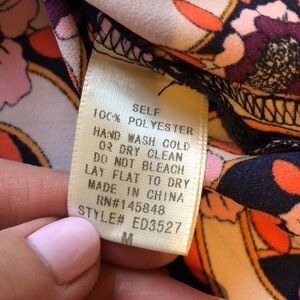 SELF
100% POLYESTER
HAND WASH COLD
OR DRY CLEAN
DO NOT BLEACH
LAY FLAT TO DRY
MADE IN CHINA
RN#145848
STYLE# ED3527
M